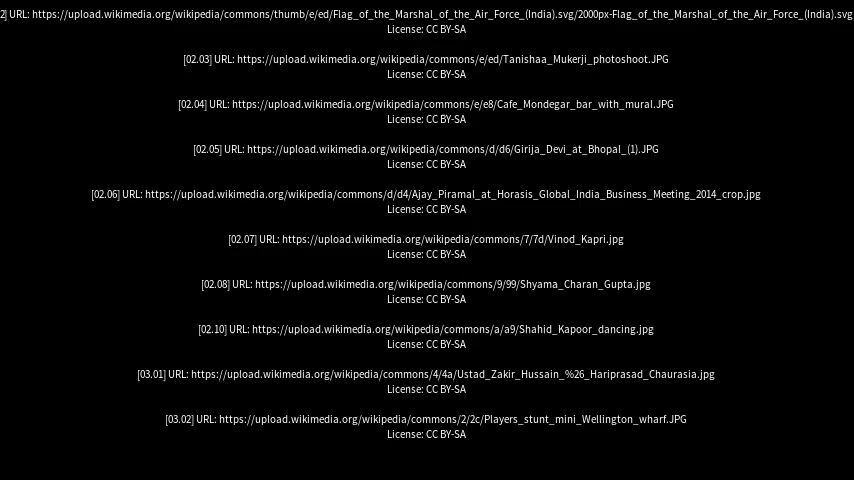 2] URL: https://upload.wikimedia.org/wikipedia/commons/thumb/e/ed/Flag_of_the_Marshal_of_the_Air_Force_(India).svg/2000px-Flag_of_the_Marshal_of_the_Air_Force_(India).svg
License: CC BY-SA
[02.03] URL: https://upload.wikimedia.org/wikipedia/commons/e/ed/Tanishaa_Mukerji_photoshoot.JPG
License: CC BY-SA
[02.04] URL: https://upload.wikimedia.org/wikipedia/commons/e/e8/Cafe_Mondegar_bar_with_mural.JPG
License: CC BY-SA
[02.05] URL: https://upload.wikimedia.org/wikipedia/commons/d/d6/Girija_Devi_at_Bhopal_(1).JPG
License: CC BY-SA
[02.06] URL: https://upload.wikimedia.org/wikipedia/commons/d/d4/Ajay_Piramal_at_Horasis_Global_India_Business_Meeting_2014_crop.jpg
License: CC BY-SA
[02.07] URL: https://upload.wikimedia.org/wikipedia/commons/7/7d/Vinod_Kapri.jpg
License: CC BY-SA
[02.08] URL: https://upload.wikimedia.org/wikipedia/commons/9/99/Shyama_Charan_Gupta.jpg
License: CC BY-SA
[02.10] URL: https://upload.wikimedia.org/wikipedia/commons/a/a9/Shahid_Kapoor_dancing.jpg
License: CC BY-SA
[03.01] URL: https://upload.wikimedia.org/wikipedia/commons/4/4a/Ustad_Zakir_Hussain_%26_Hariprasad_Chaurasia.jpg
License: CC BY-SA
[03.02] URL: https://upload.wikimedia.org/wikipedia/commons/2/2c/Players_stunt_mini_Wellington_wharf.JPG
License: CC BY-SA